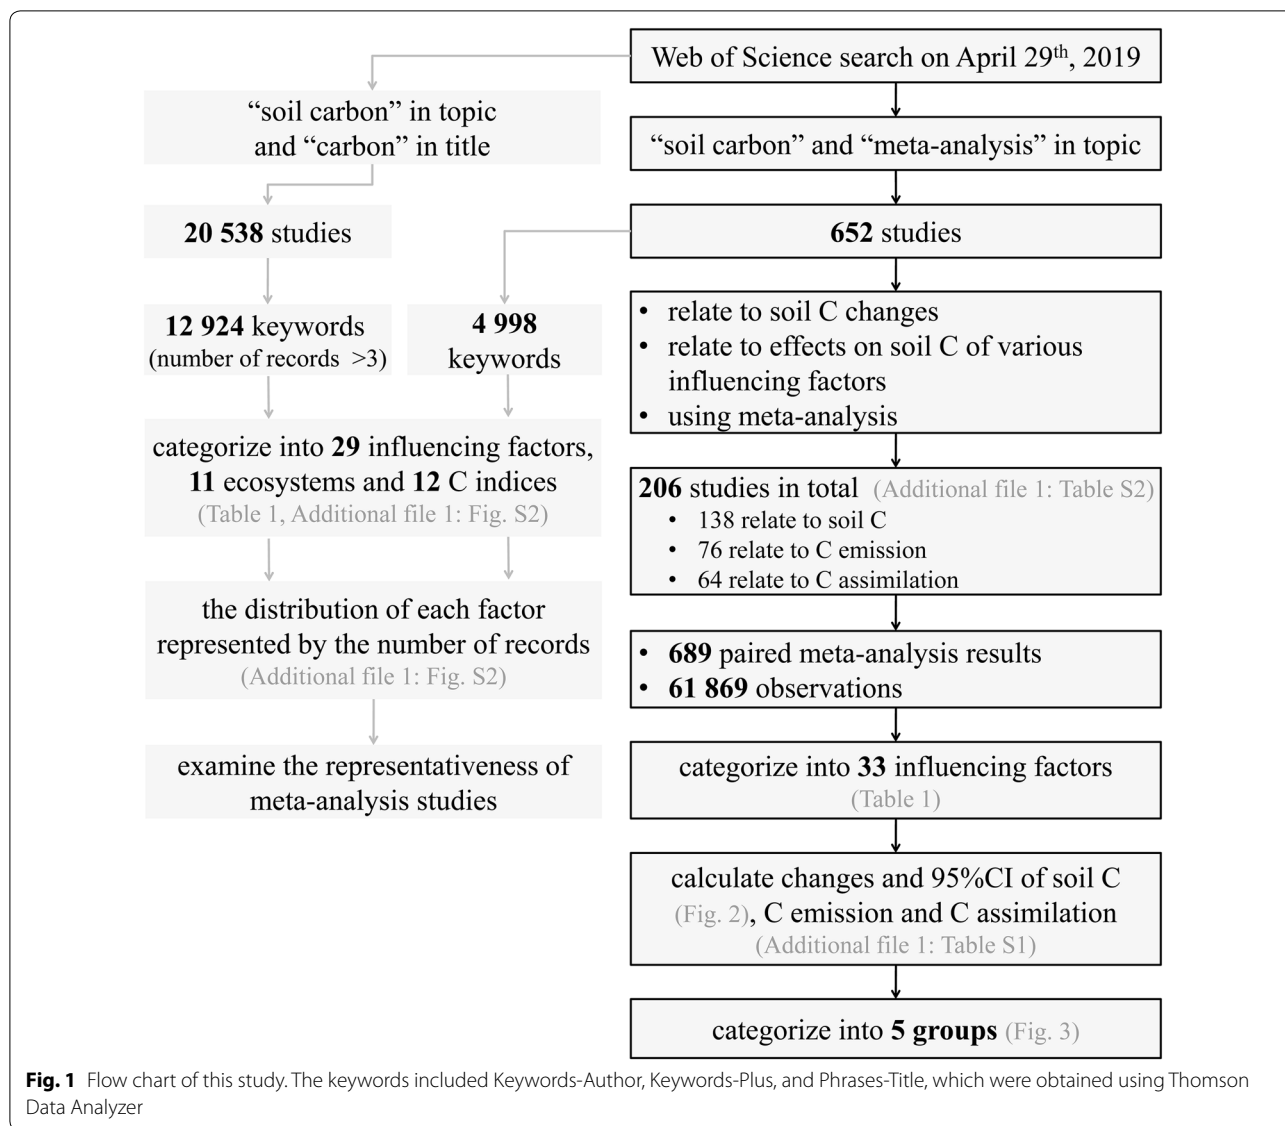 Web of Science search on April 29th, 2019
“soil carbon” in topic
and “carbon” in title
“soil carbon” and “meta-analysis” in topic
20 538 studies
652 studies
12 924 keywords
(number of records >3)
4 998
keywords
• relate to soil C changes
• relate to effects on soil C of various
influencing factors
• using meta-analysis
categorize into 29 influencing factors,
11 ecosystems and 12 C indices
(Table 1, Additional file 1: Fig. S2)
206 studies in total (Additional file 1: Table S2)
• 138 relate to soil C
• 76 relate to C emission
• 64 relate to C assimilation
the distribution of each factor
represented by the number of records
(Additional file 1: Fig. S2)
• 689 paired meta-analysis results
• 61 869 observations
examine the representativeness of
meta-analysis studies
categorize into 33 influencing factors
(Table 1)
calculate changes and 95%CI of soil C
(Fig. 2), C emission and C assimilation
(Additional file 1: Table S1)
categorize into 5 groups (Fig. 3)
Fig. 1 Flow chart of this study. The keywords included Keywords-Author, Keywords-Plus, and Phrases-Title, which were obtained using Thomson
Data Analyzer